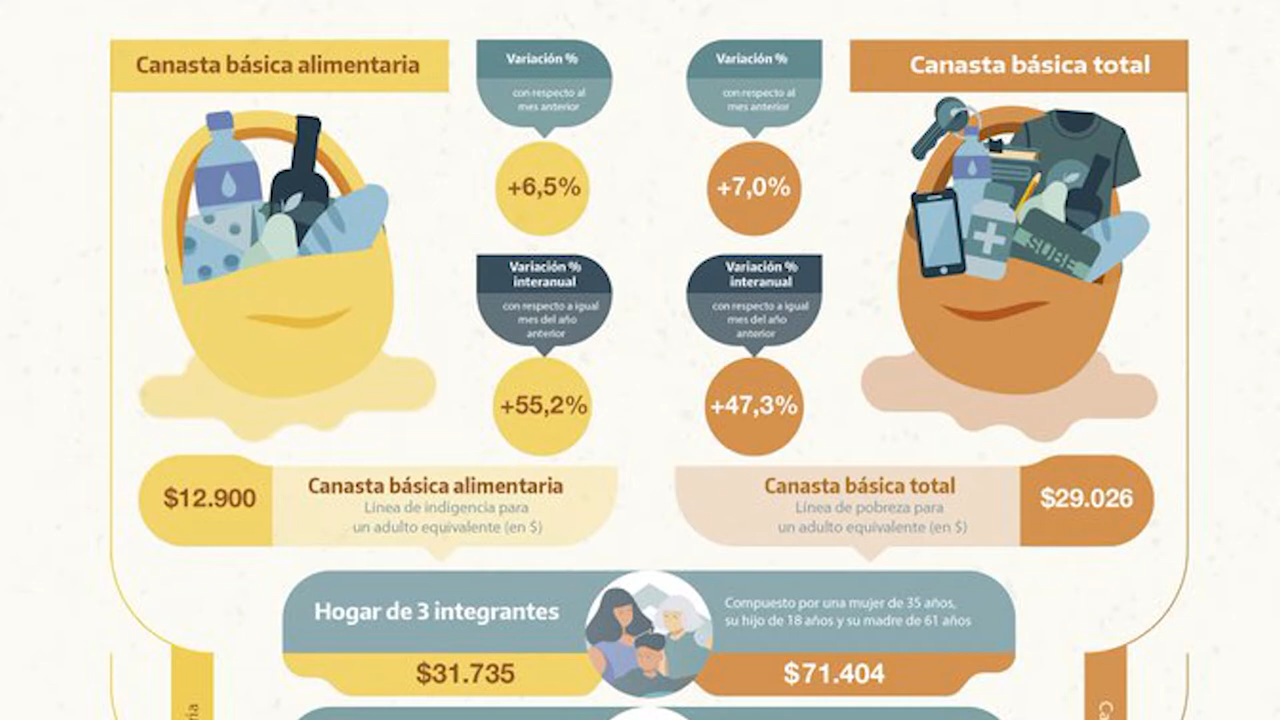 Canasta básica alimentaria
Variación %
con respecto al
mes anterior
+6,5%
Variación %
interanual
con respecto a igual
mes del año
anterior
+55,2%
Variación %
con respecto al
mes anterior
+7,0%
Variación %
interanual
con respecto a igual
mes del año
anterior
+47,3%
Canasta básica total
SUBE
$12.900
Canasta básica alimentaria
Línea de indigencia para
un adulto equivalente (en $)
Canasta básica total
Línea de pobreza para
un adulto equivalente (en $)
$29.026
Hogar de 3 integrantes
Compuesto por una mujer de 35 años,
su hijo de 18 años y su madre de 61 años
$31.735
$71.404